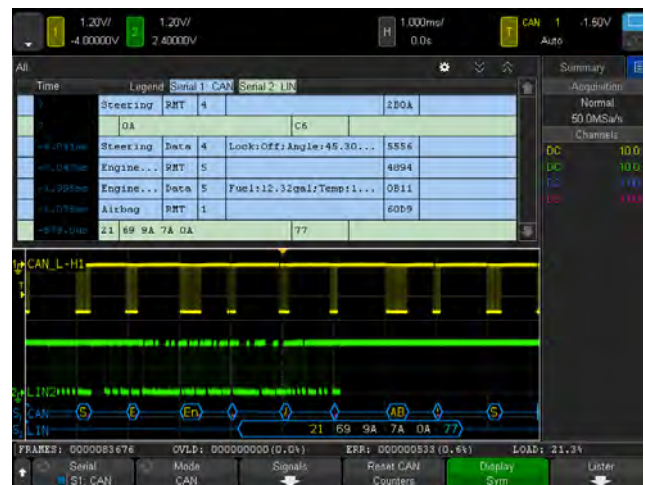 1 1.20V// 2 1.20V// H 1.000ms/ T CAN 1 -1.50V
-4.00000V 2.40000V 0.0s Auto
All
Summary
Time Legend Serial 1: CAN Serial 2: LIN
Acquisition
Normal
50.0MSa/s
Channels
Steering RMT 4 2B0A
0A C6
Steering Data 4 Lock:Off;Angle:45.30... 5556
Engine... RMT 5 4894
Engine... Data 5 Fuel:12.32gal;Temp:1... 0B11
Airbag RMT 1 60D9
21 69 9A 7A 0A 77
DC
CAN_L-H1
LIN2
CAN S E En AB S
LIN 21 69 9A 7A 0A 77
FRAMES: 0000083676 OVLD: 000000000(0.0%) ERR: 000000533(0.6%) LOAD: 21.3%
Serial Mode Signals Reset CAN Display Lister
S1: CAN CAN Counters Sym